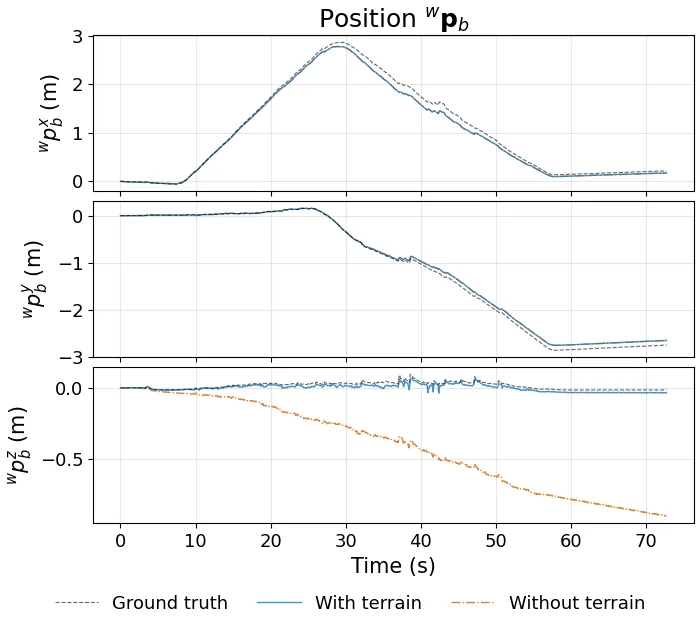 Position ʷ𝐩_b
3
2
1
0
ʷp_b^x (m)
0
−1
−2
−3
ʷp_b^y (m)
0.0
−0.5
ʷp_b^z (m)
0 10 20 30 40 50 60 70
Time (s)
Ground truth With terrain Without terrain